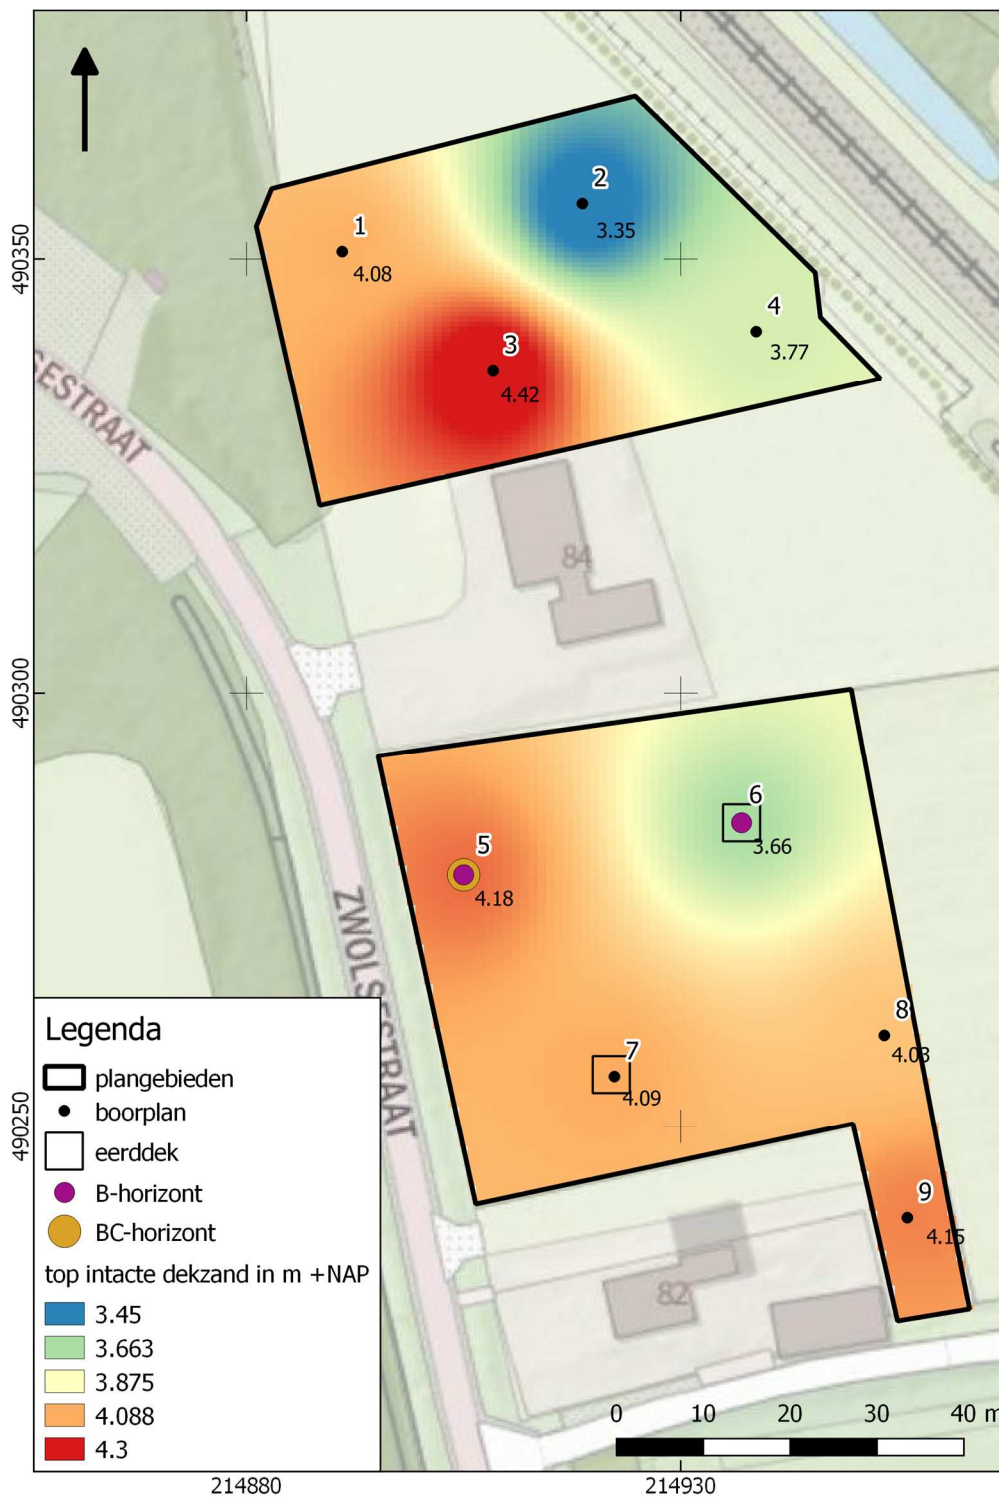 2
3.35
1
4.08
490350
4
3.77
3
4.42
SESTRAAT
84
490300
6
3.66
5
4.18
ZWOLSESTRAAT
8
4.03
7
4.09
490250
9
4.15
82
Legenda
plangebieden
boorplan
eerddek
B-horizont
BC-horizont
top intacte dekzand in m +NAP
3.45
3.663
3.875
4.088
4.3
0 10 20 30 40 m
214880 214930